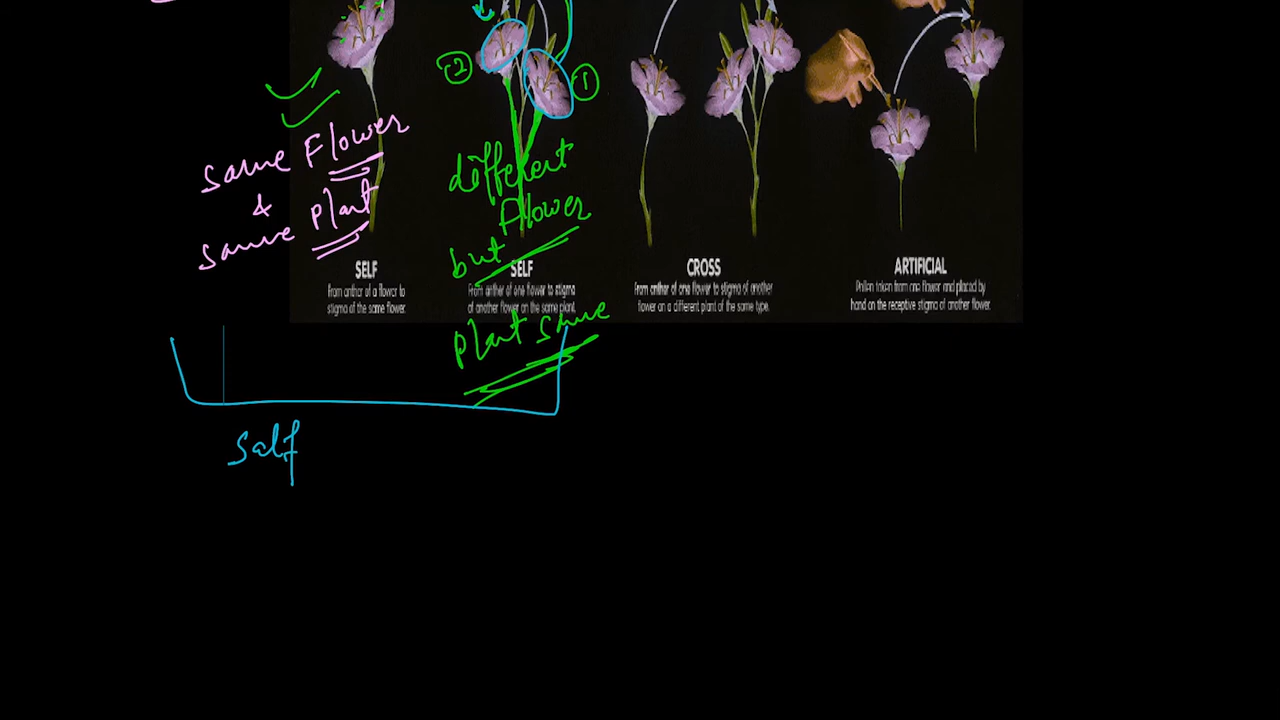 2
1
same Flower
&
same Plant
different
flower
but
plant same
SELF
From anther of a flower to
stigma of the same flower.
SELF
From anther of one flower to stigma
of another flower on the same plant.
CROSS
From anther of one flower to stigma of another
flower on a different plant of the same type.
ARTIFICIAL
Pollen taken from one flower and placed by
hand on the receptive stigma of another flower.
Self